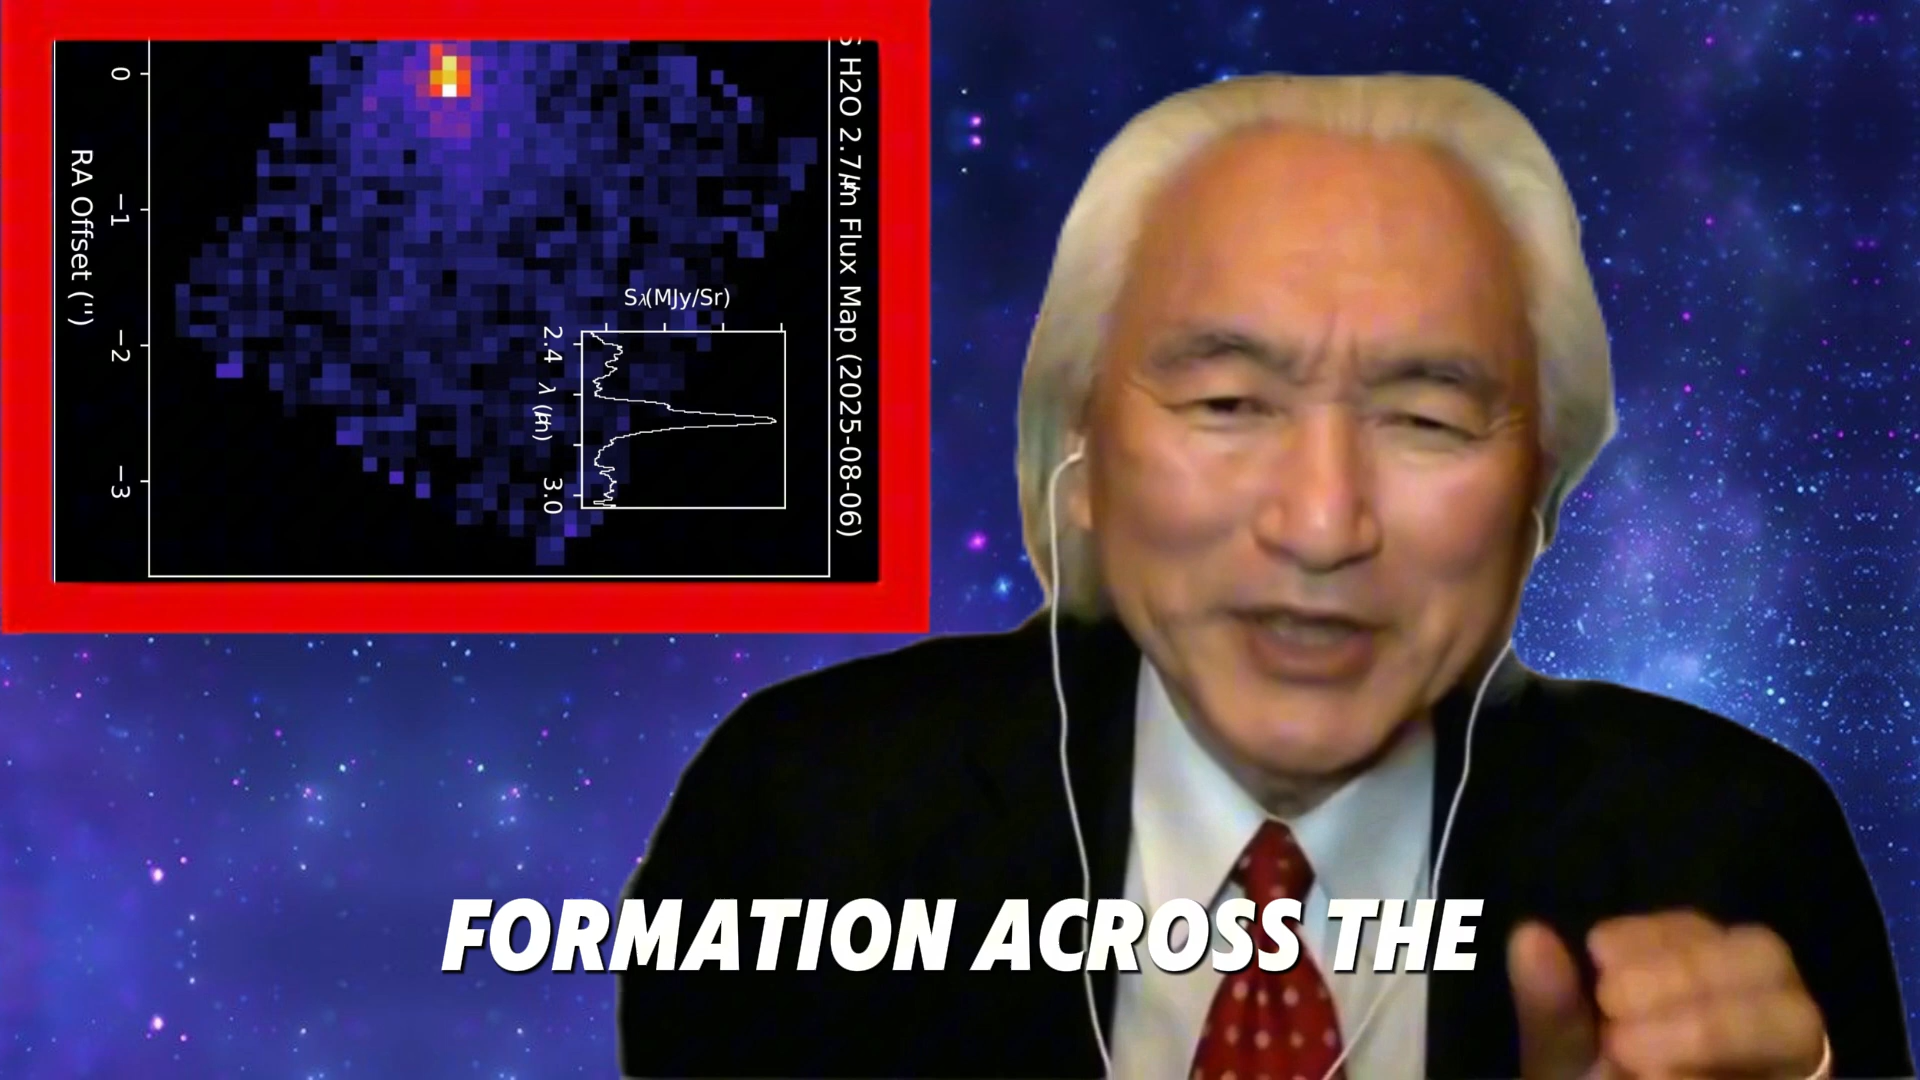 S H2O 2.7μm Flux Map (2025-08-06)
0
−1
−2
−3
RA Offset ('')
Sλ(MJy/Sr)
2.4
λ (μm)
3.0
FORMATION ACROSS THE